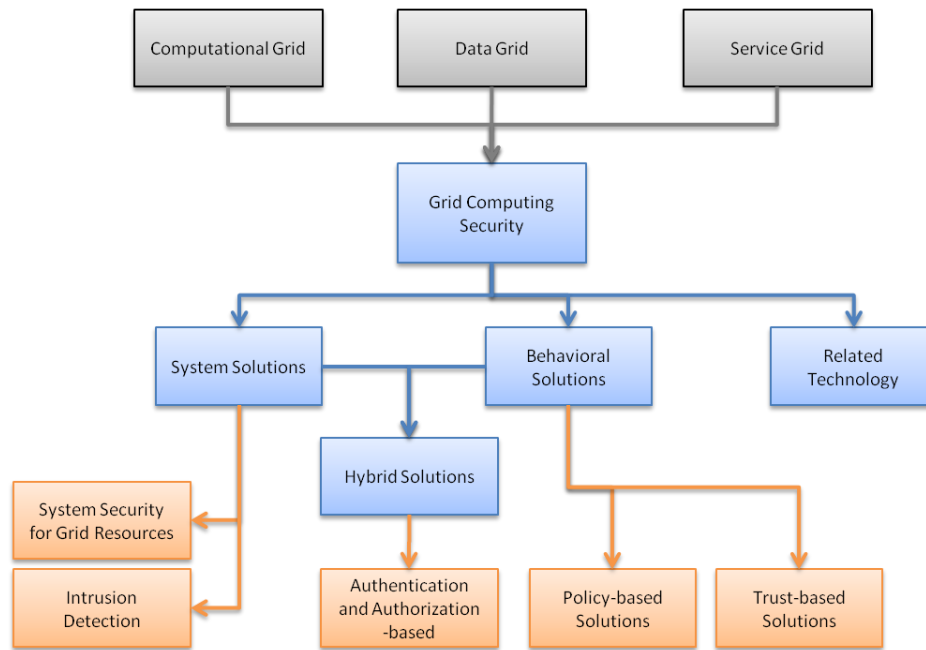 Computational Grid
Data Grid
Service Grid
Grid Computing
Security
System Solutions
Behavioral
Solutions
Related
Technology
Hybrid Solutions
System Security
for Grid Resources
Intrusion
Detection
Authentication
and Authorization
-based
Policy-based
Solutions
Trust-based
Solutions